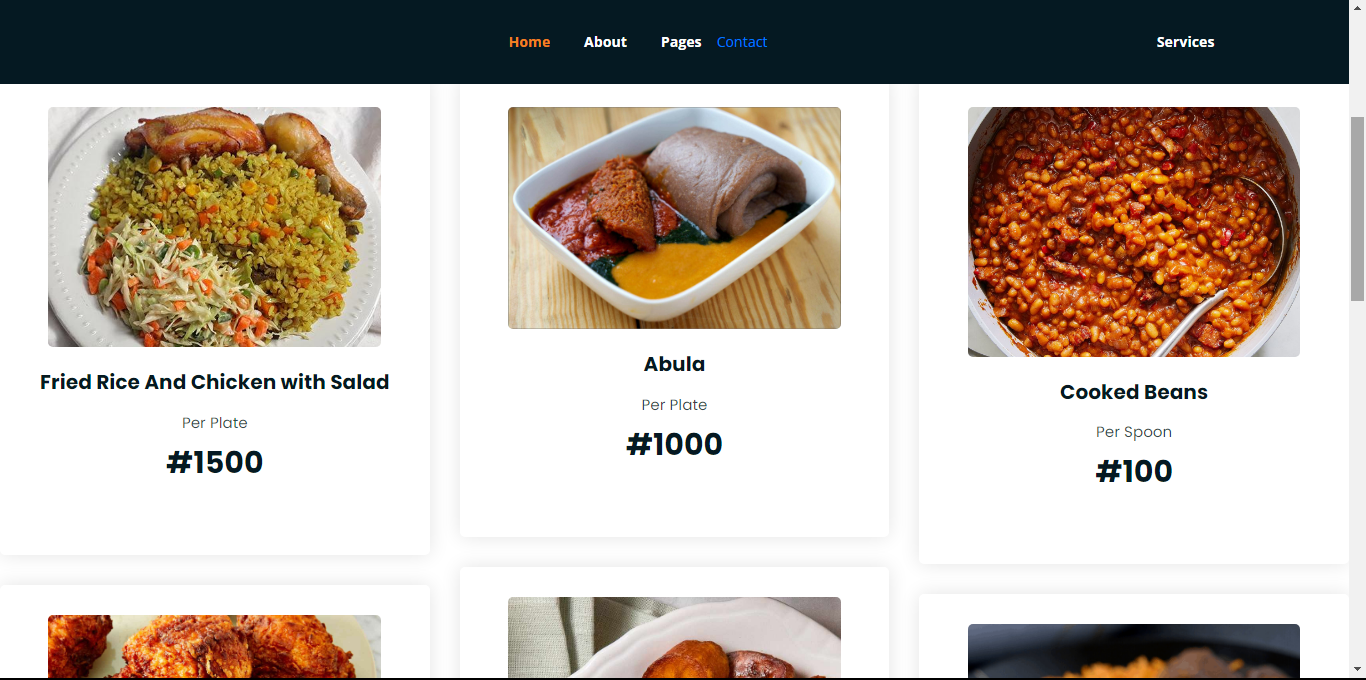 Home About Pages Contact Services
Fried Rice And Chicken with Salad
Per Plate
#1500
Abula
Per Plate
#1000
Cooked Beans
Per Spoon
#100